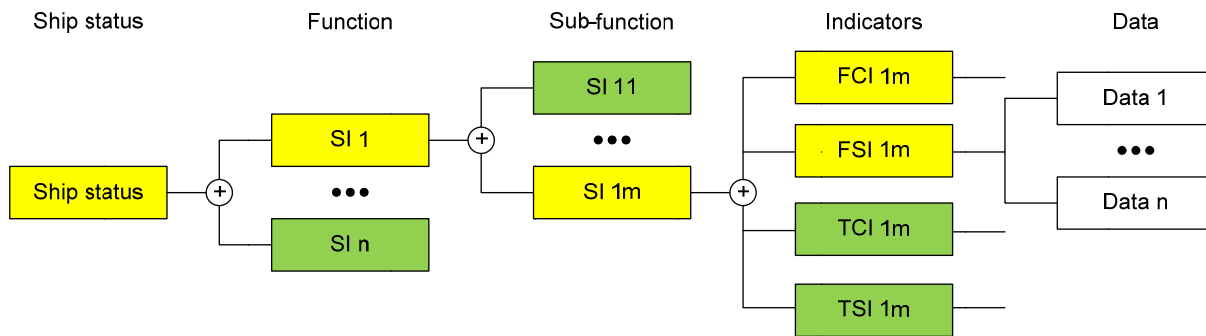 Ship status
Function
Sub-function
Indicators
Data
Ship status
+
SI 1
•••
SI n
+
SI 11
•••
SI 1m
+
FCI 1m
FSI 1m
TCI 1m
TSI 1m
Data 1
•••
Data n